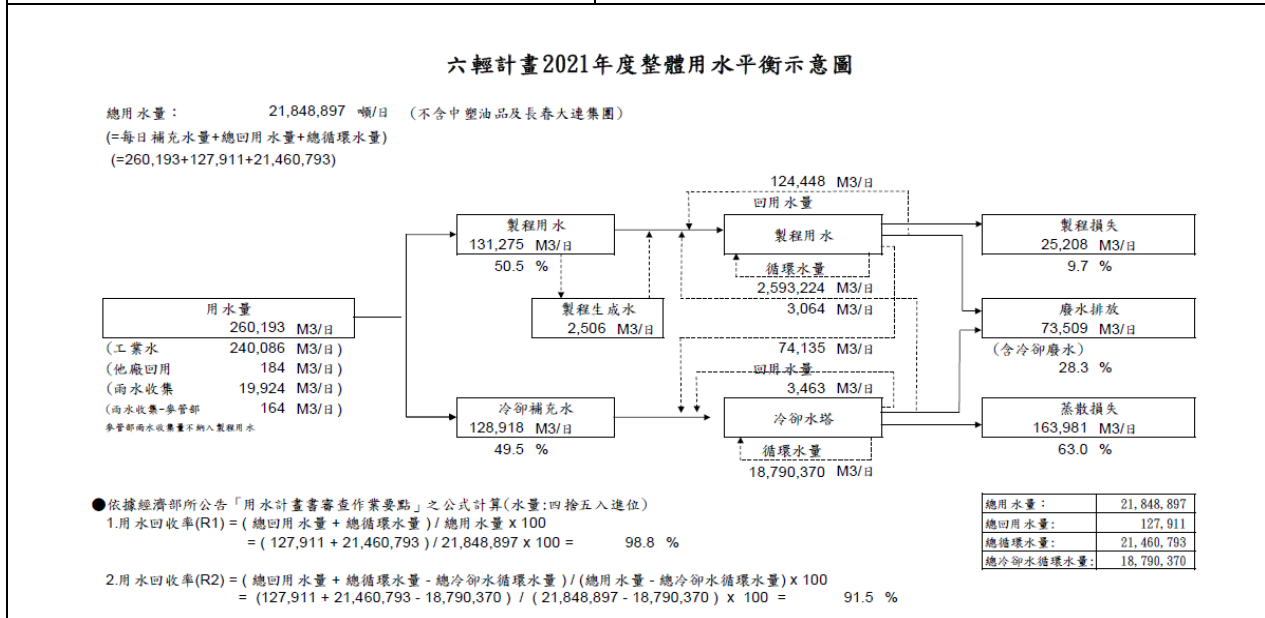 六輕計畫2021年度整體用水平衡示意圖
總用水量： 21,848,897 噸/日 (不含中塑油品及長春大連集團)
(=每日補充水量+總回用水量+總循環水量)
(=260,193+127,911+21,460,793)
124,448 M3/日
回用水量
製程用水
131,275 M3/日
50.5 %
製程用水
製程損失
25,208 M3/日
9.7 %
循環水量
2,593,224 M3/日
3,064 M3/日
製程生成水
2,506 M3/日
用水量
260,193 M3/日
(工業水 240,086 M3/日)
(他廠回用 184 M3/日)
(雨水收集 19,924 M3/日)
(雨水收集-麥管部 164 M3/日)
麥管部雨水收集量不納入製程用水
廢水排放
73,509 M3/日
(含冷卻廢水)
28.3 %
74,135 M3/日
回用水量
3,463 M3/日
冷卻補充水
128,918 M3/日
49.5 %
冷卻水塔
循環水量
18,790,370 M3/日
蒸散損失
163,981 M3/日
63.0 %
●依據經濟部所公告「用水計畫書審查作業要點」之公式計算(水量:四捨五入進位)
1.用水回收率(R1) = ( 總回用水量 + 總循環水量 ) / 總用水量 x 100
= ( 127,911 + 21,460,793 ) / 21,848,897 x 100 = 98.8 %
2.用水回收率(R2) = ( 總回用水量 + 總循環水量 - 總冷卻水循環水量 ) / (總用水量 - 總冷卻水循環水量) x 100
= (127,911 + 21,460,793 - 18,790,370 ) / ( 21,848,897 - 18,790,370 ) x 100 = 91.5 %
總用水量： 21,848,897
總回用水量: 127,911
總循環水量: 21,460,793
總冷卻水循環水量: 18,790,370